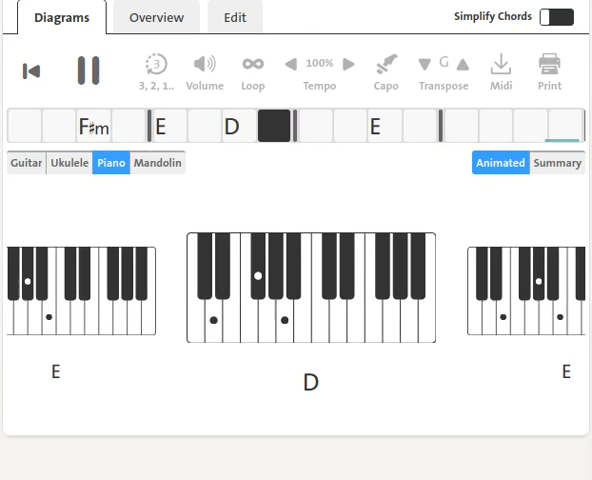 Diagrams Overview Edit Simplify Chords
3
100%
G
3, 2, 1.. Volume Loop Tempo Capo Transpose Midi Print
F♯m E D E
Guitar Ukulele Piano Mandolin Animated Summary
E D E